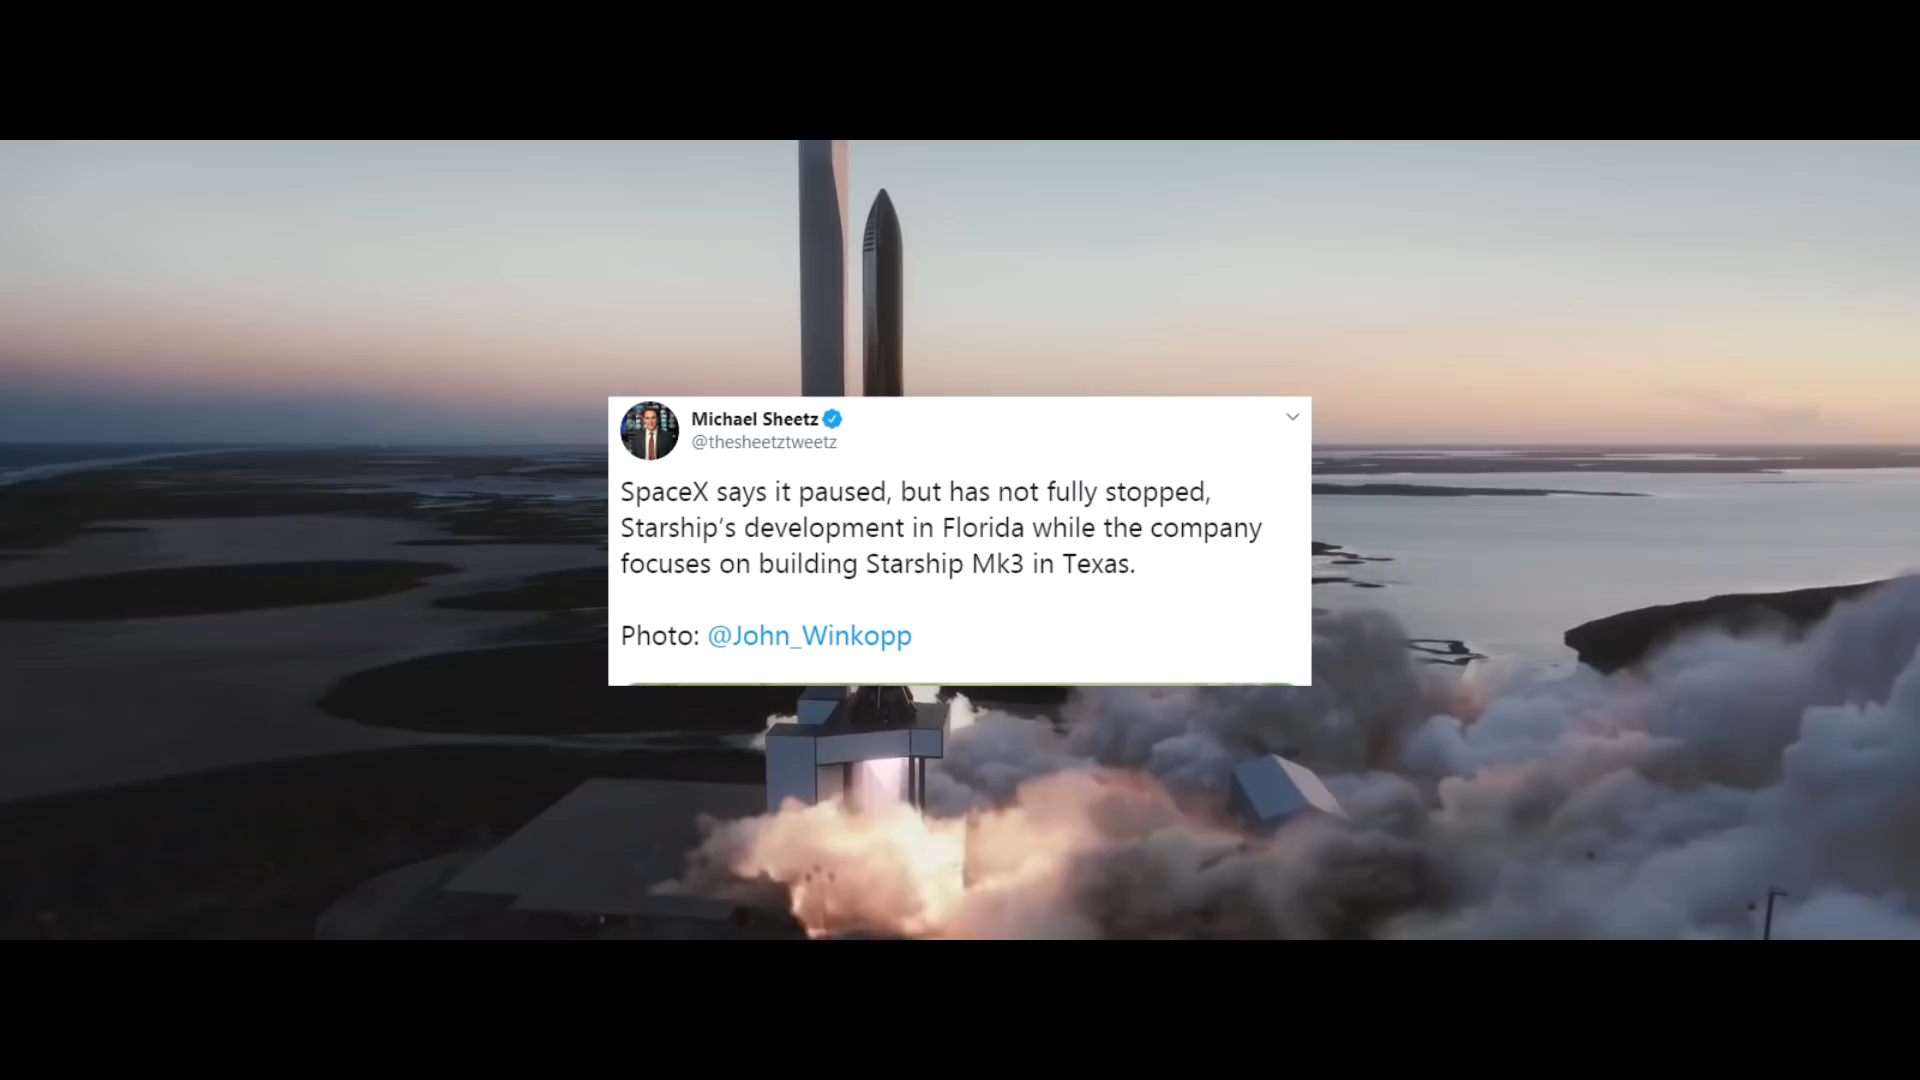 Michael Sheetz
@thesheetztweetz
SpaceX says it paused, but has not fully stopped,
Starship’s development in Florida while the company
focuses on building Starship Mk3 in Texas.
Photo: @John_Winkopp